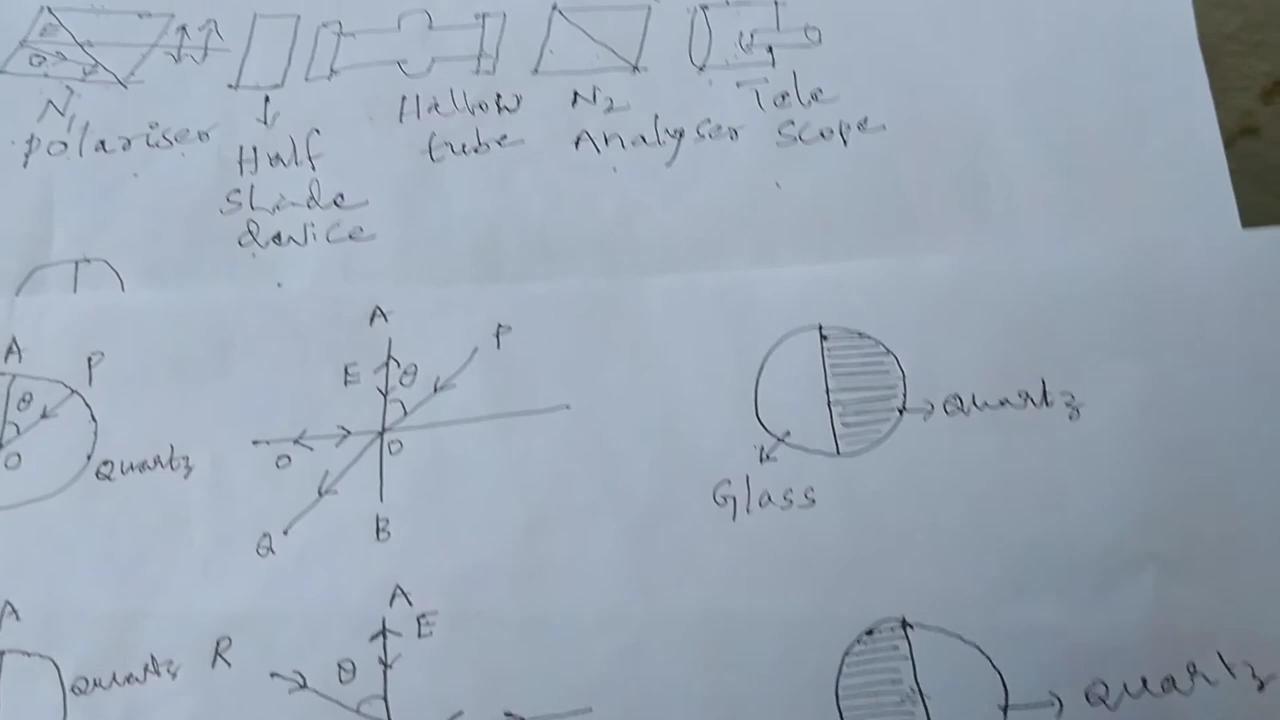 E
O
N1 Hallow N2 Tele
polariser Half tube Analyser scope
shade
device
A P
θ
O
Quartz
A
P
E θ
O O
Q B
Quartz
Glass
A
A E
Quartz R θ
Quartz